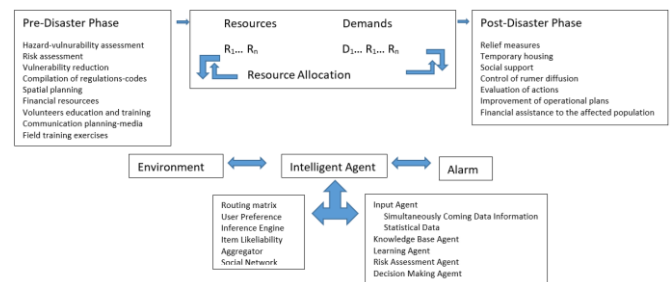 Pre-Disaster Phase
Hazard-vulnurability assessment
Risk assessment
Vulnerability reduction
Compilation of regulations-codes
Spatial planning
Financial resourcees
Volunteers education and training
Communication planning-media
Field training exercises
Resources Demands
R₁... Rₙ D₁... R₁... Rₙ
Resource Allocation
Post-Disaster Phase
Relief measures
Temporary housing
Social support
Control of rumer diffusion
Evaluation of actions
Improvement of operational plans
Financial assistance to the affected population
Environment
Intelligent Agent
Alarm
Routing matrix
User Preference
Inference Engine
Item Likeliability
Aggregator
Social Network
Input Agent
Simultaneously Coming Data Information
Statistical Data
Knowledge Base Agent
Learning Agent
Risk Assessment Agent
Decision Making Agemt